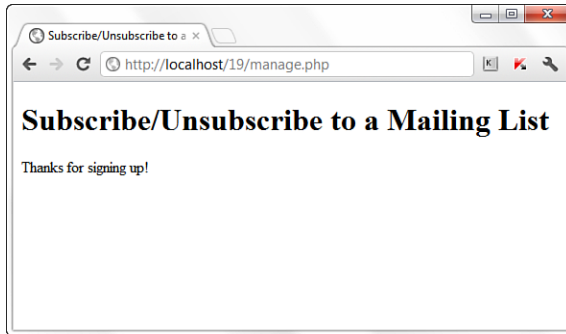 Subscribe/Unsubscribe to a
http://localhost/19/manage.php
K
Subscribe/Unsubscribe to a Mailing List
Thanks for signing up!